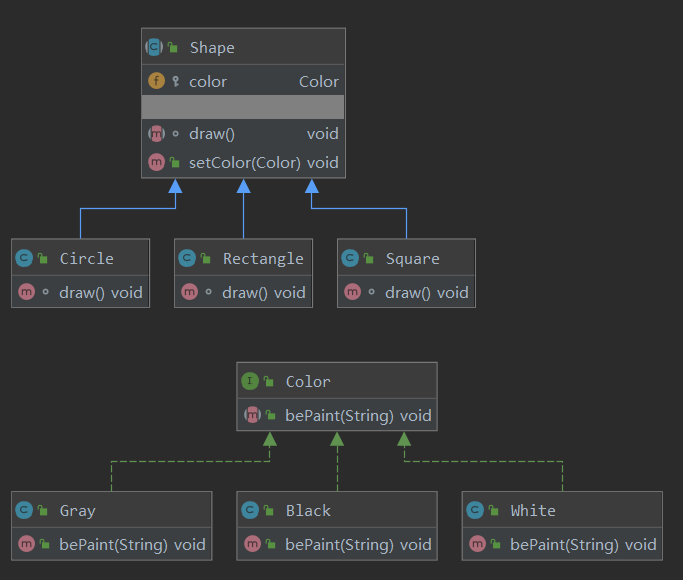 Shape
color Color
draw() void
setColor(Color) void
Circle Rectangle Square
draw() void draw() void draw() void
Color
bePaint(String) void
Gray Black White
bePaint(String) void bePaint(String) void bePaint(String) void